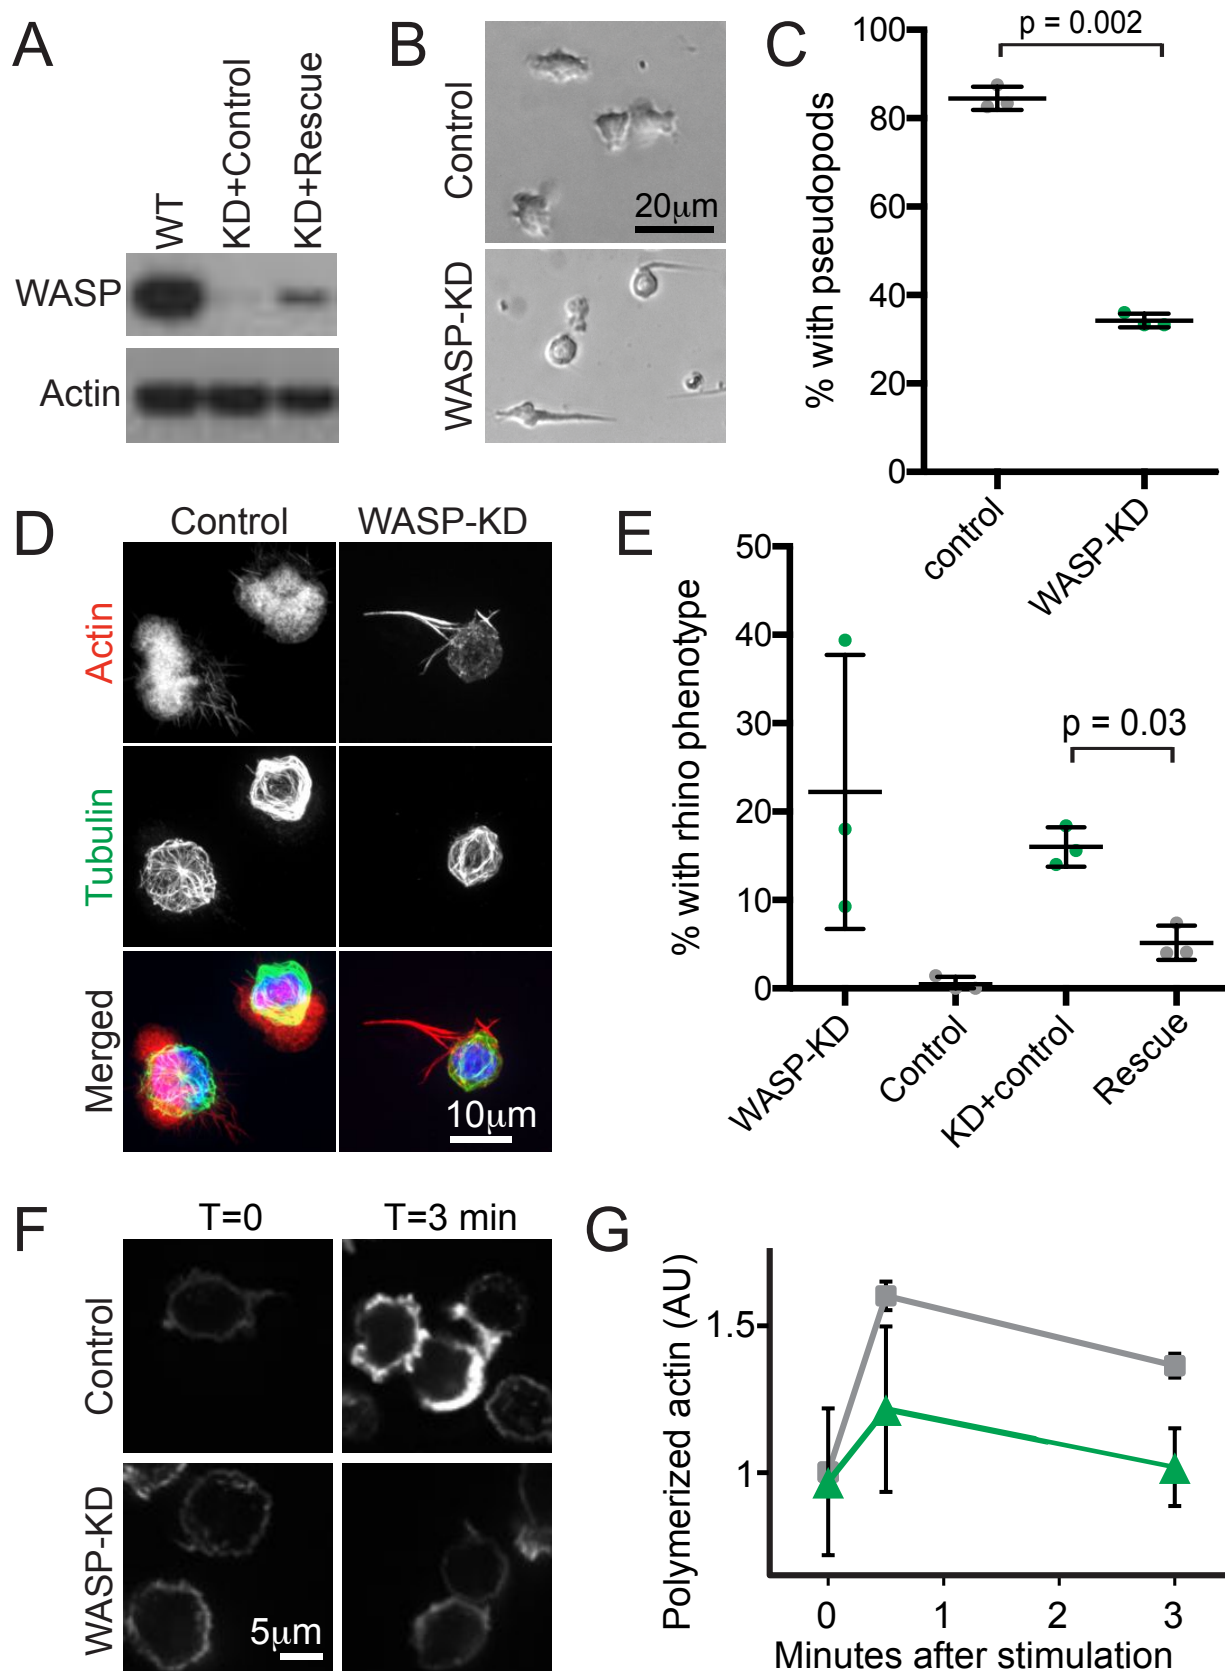 A
WT
KD+Control
KD+Rescue
WASP
Actin
B
Control
20μm
WASP-KD
C
p = 0.002
% with pseudopods
100
80
60
40
20
0
control
WASP-KD
D
Control
WASP-KD
Actin
Tubulin
Merged
10μm
E
% with rhino phenotype
50
40
30
20
10
0
p = 0.03
WASP-KD
Control
KD+control
Rescue
F
T=0
T=3 min
Control
WASP-KD
5μm
G
Polymerized actin (AU)
1.5
1
0
1
2
3
Minutes after stimulation